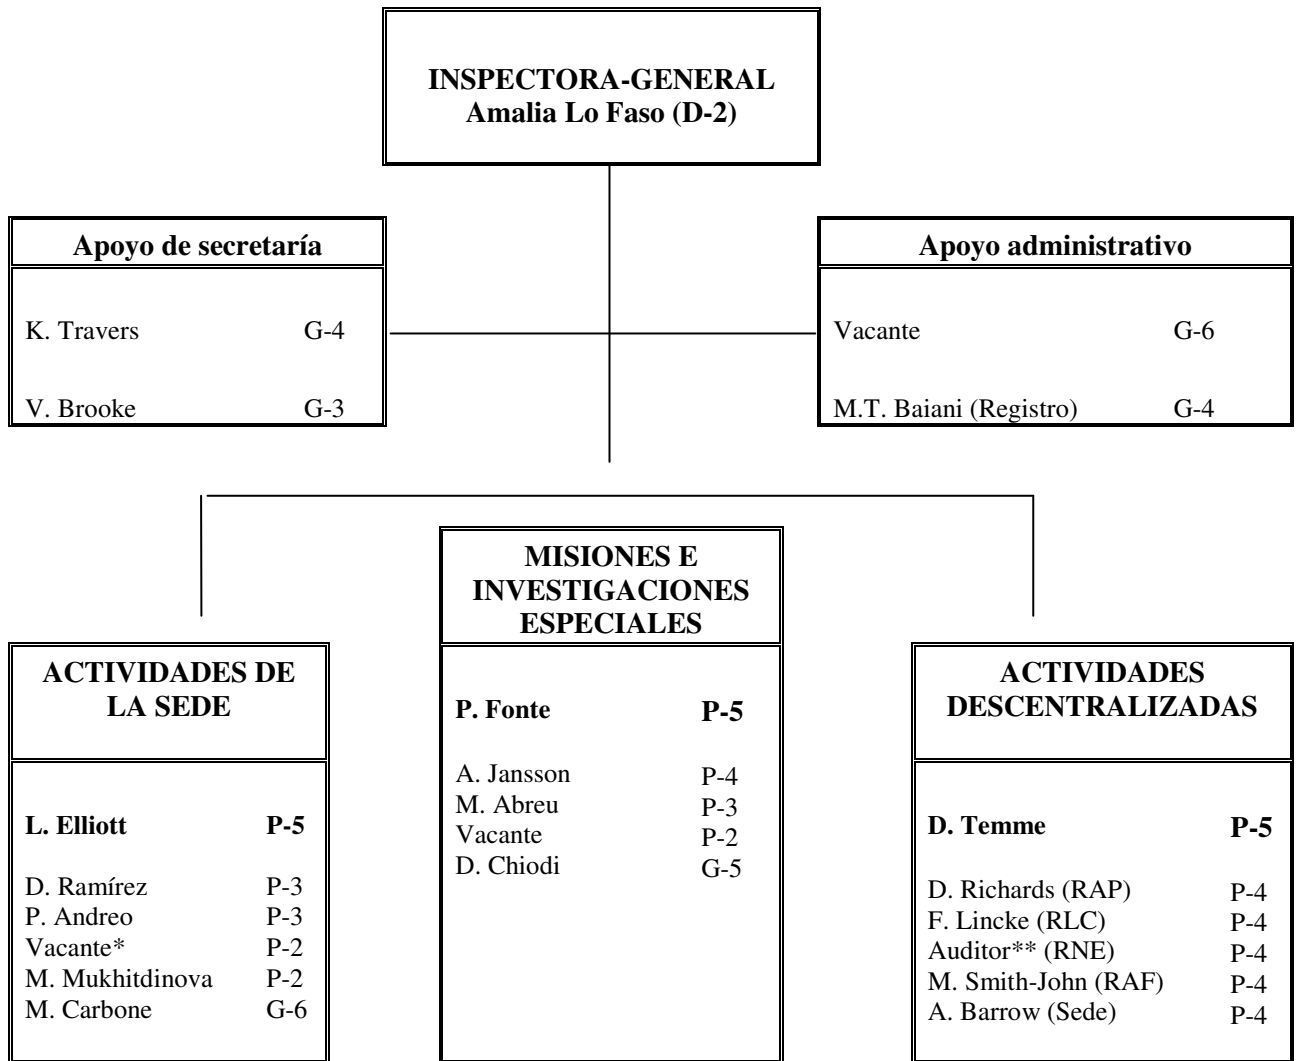 INSPECTORA-GENERAL
Amalia Lo Faso (D-2)
Apoyo de secretaría
K. Travers G-4
V. Brooke G-3
Apoyo administrativo
Vacante G-6
M.T. Baiani (Registro) G-4
ACTIVIDADES DE
LA SEDE
L. Elliott P-5
D. Ramírez P-3
P. Andreo P-3
Vacante* P-2
M. Mukhitdinova P-2
M. Carbone G-6
MISIONES E
INVESTIGACIONES
ESPECIALES
P. Fonte P-5
A. Jansson P-4
M. Abreu P-3
Vacante P-2
D. Chiodi G-5
ACTIVIDADES
DESCENTRALIZADAS
D. Temme P-5
D. Richards (RAP) P-4
F. Lincke (RLC) P-4
Auditor** (RNE) P-4
M. Smith-John (RAF) P-4
A. Barrow (Sede) P-4